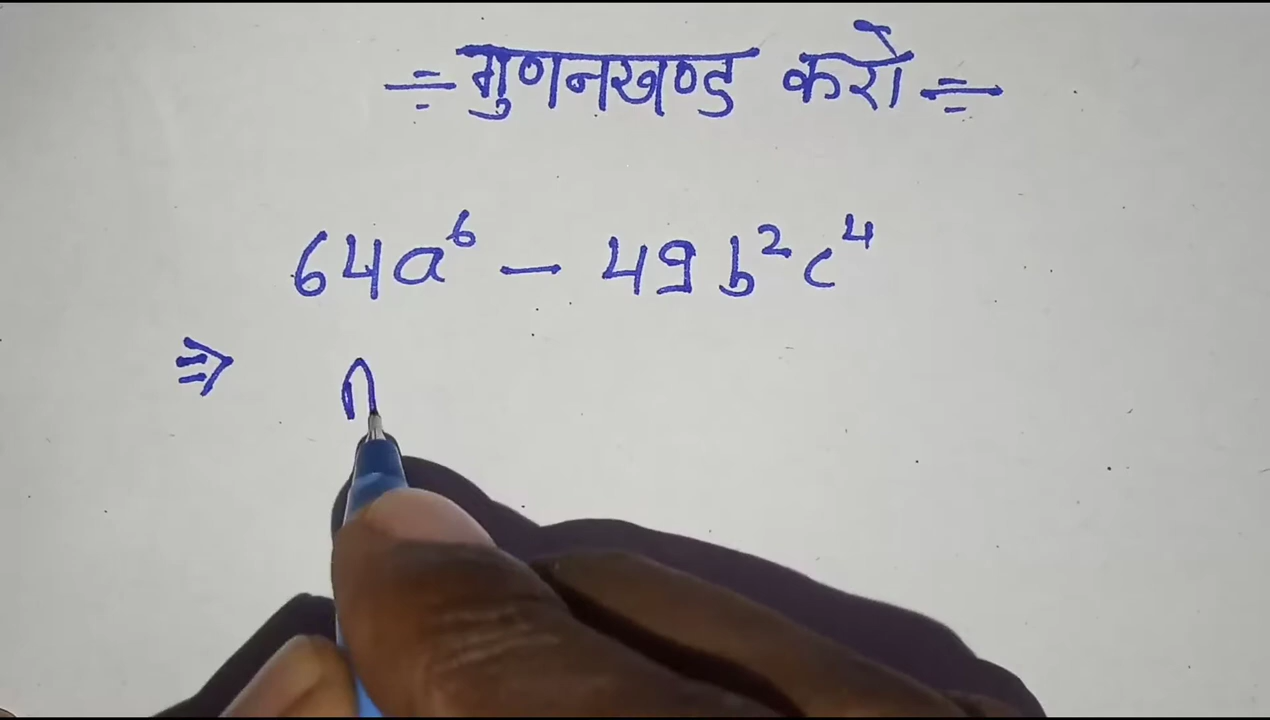 ÷ गुणनखण्ड करो ÷
64a⁶ - 49b²c⁴
⇒